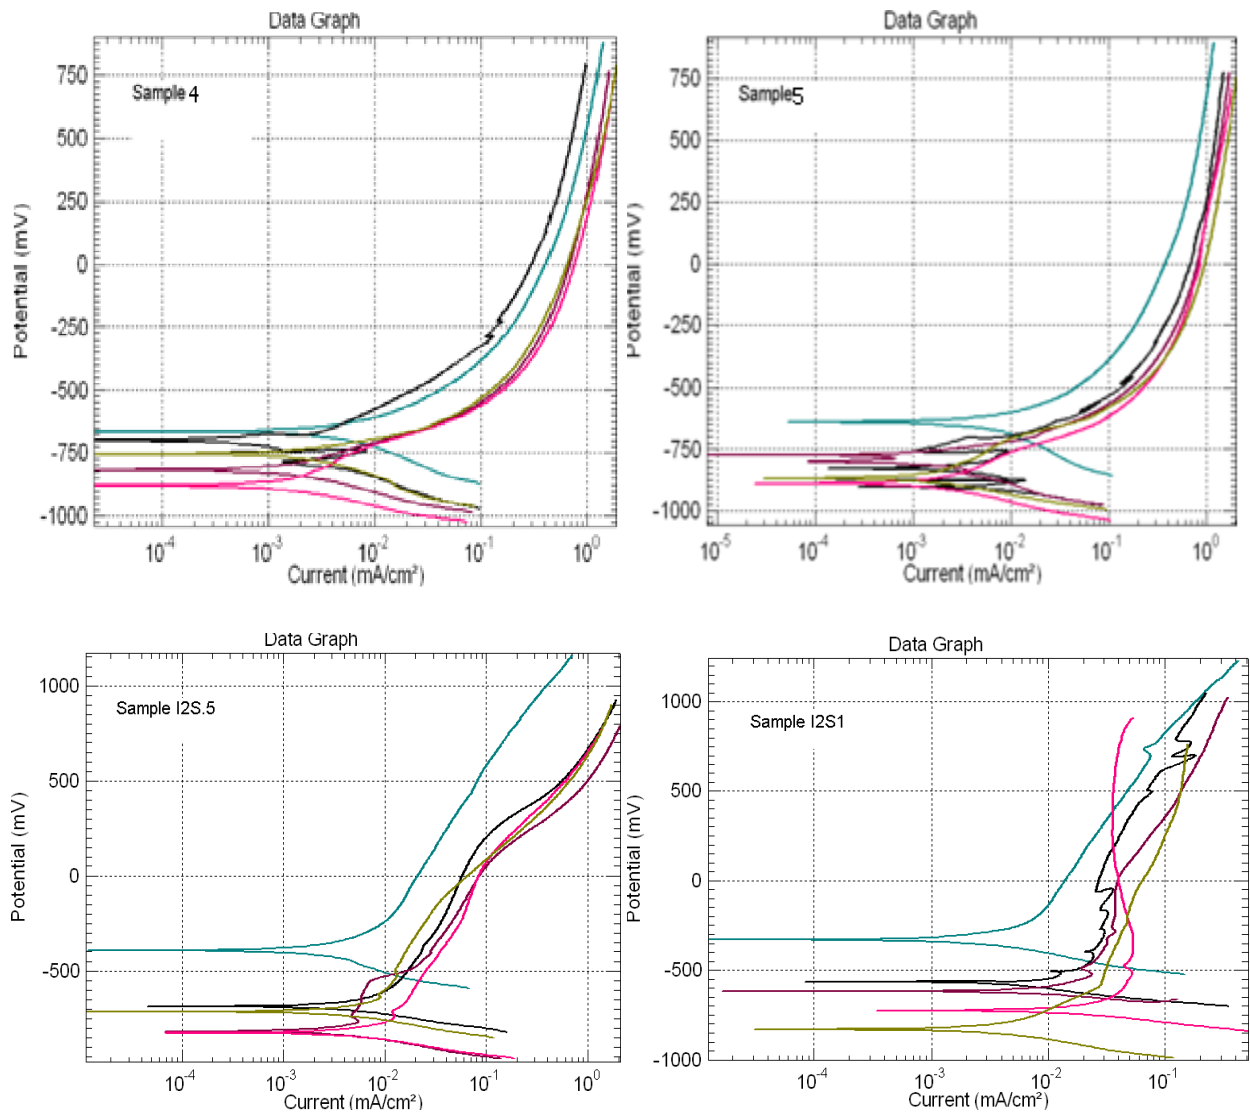 Data Graph
Sample 4
Potential (mV)
750
500
250
0
-250
-500
-750
-1000
10⁻⁴
10⁻³
10⁻²
10⁻¹
10⁰
Current (mA/cm²)
Data Graph
Sample 5
Potential (mV)
750
500
250
0
-250
-500
-750
-1000
10⁻⁵
10⁻⁴
10⁻³
10⁻²
10⁻¹
10⁰
Current (mA/cm²)
Data Graph
Sample I2S.5
Potential (mV)
1000
500
0
-500
10⁻⁴
10⁻³
10⁻²
10⁻¹
10⁰
Current (mA/cm²)
Data Graph
Sample I2S1
Potential (mV)
1000
500
0
-500
-1000
10⁻⁴
10⁻³
10⁻²
10⁻¹
Current (mA/cm²)